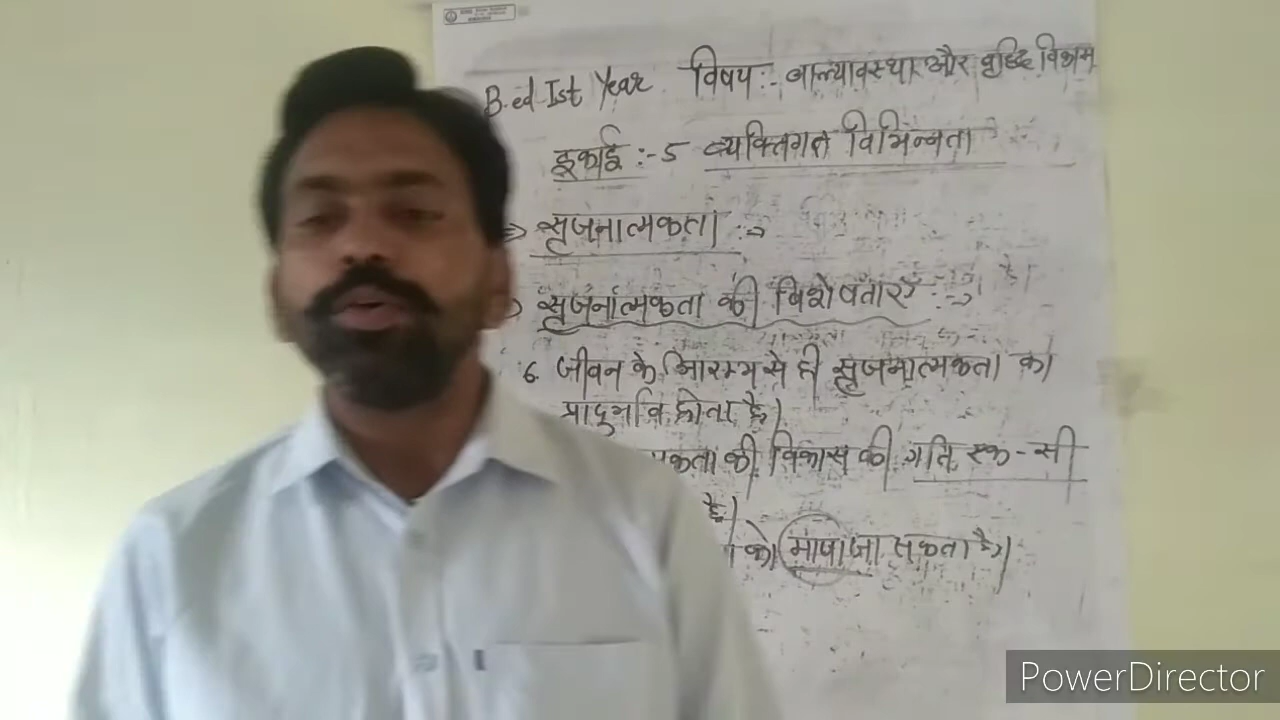 B.ed Ist Year विषय :- बाल्यावस्था और वृद्धि विकास
इकाई :- 5 व्यक्तिगत विभिन्नता
⇒ सृजनात्मकता :→
सृजनात्मकता की विशेषताएँ :→
6. जीवन के आरम्भ से ही सृजनात्मकता का
प्रादुर्भाव होता है।
की विकास की गति एक-सी
है।
को मापा जा सकता है।
PowerDirector